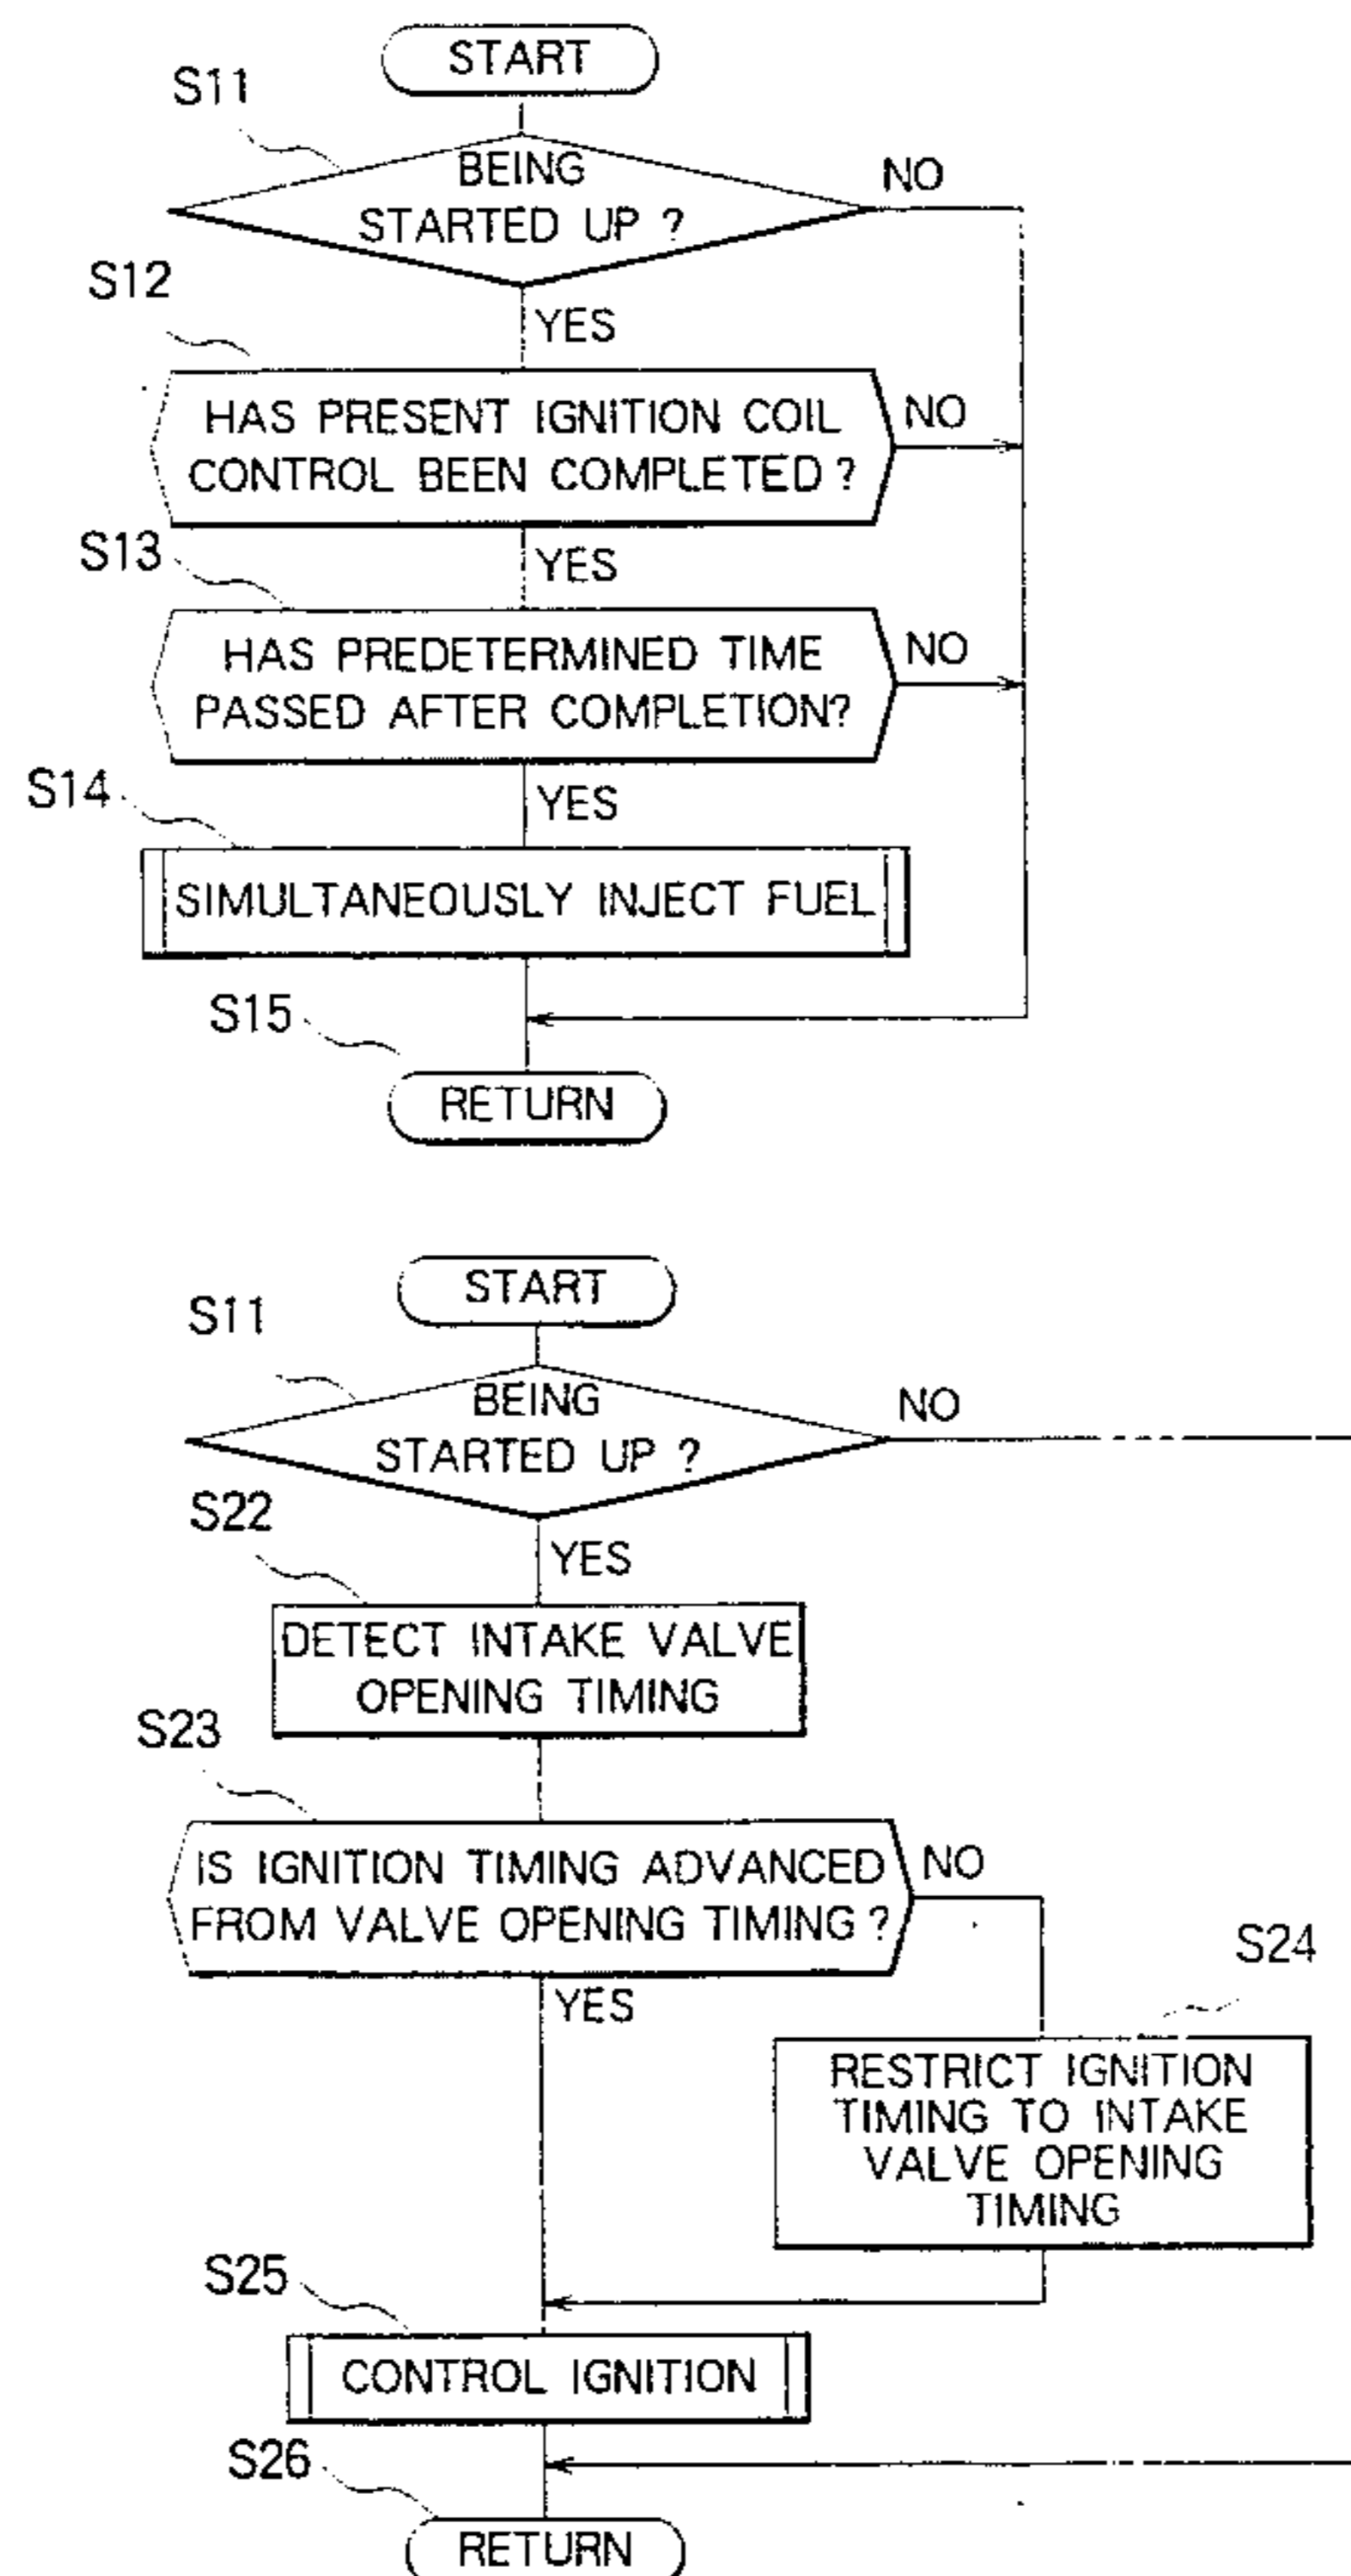 START
S11
BEING
STARTED UP ?
NO
S12
YES
HAS PRESENT IGNITION COIL
CONTROL BEEN COMPLETED ?
NO
S13
YES
HAS PREDETERMINED TIME
PASSED AFTER COMPLETION?
NO
S14
YES
SIMULTANEOUSLY INJECT FUEL
S15
RETURN
START
S11
BEING
STARTED UP ?
NO
S22
YES
DETECT INTAKE VALVE
OPENING TIMING
S23
IS IGNITION TIMING ADVANCED
FROM VALVE OPENING TIMING ?
NO
YES
S24
RESTRICT IGNITION
TIMING TO INTAKE
VALVE OPENING
TIMING
S25
CONTROL IGNITION
S26
RETURN